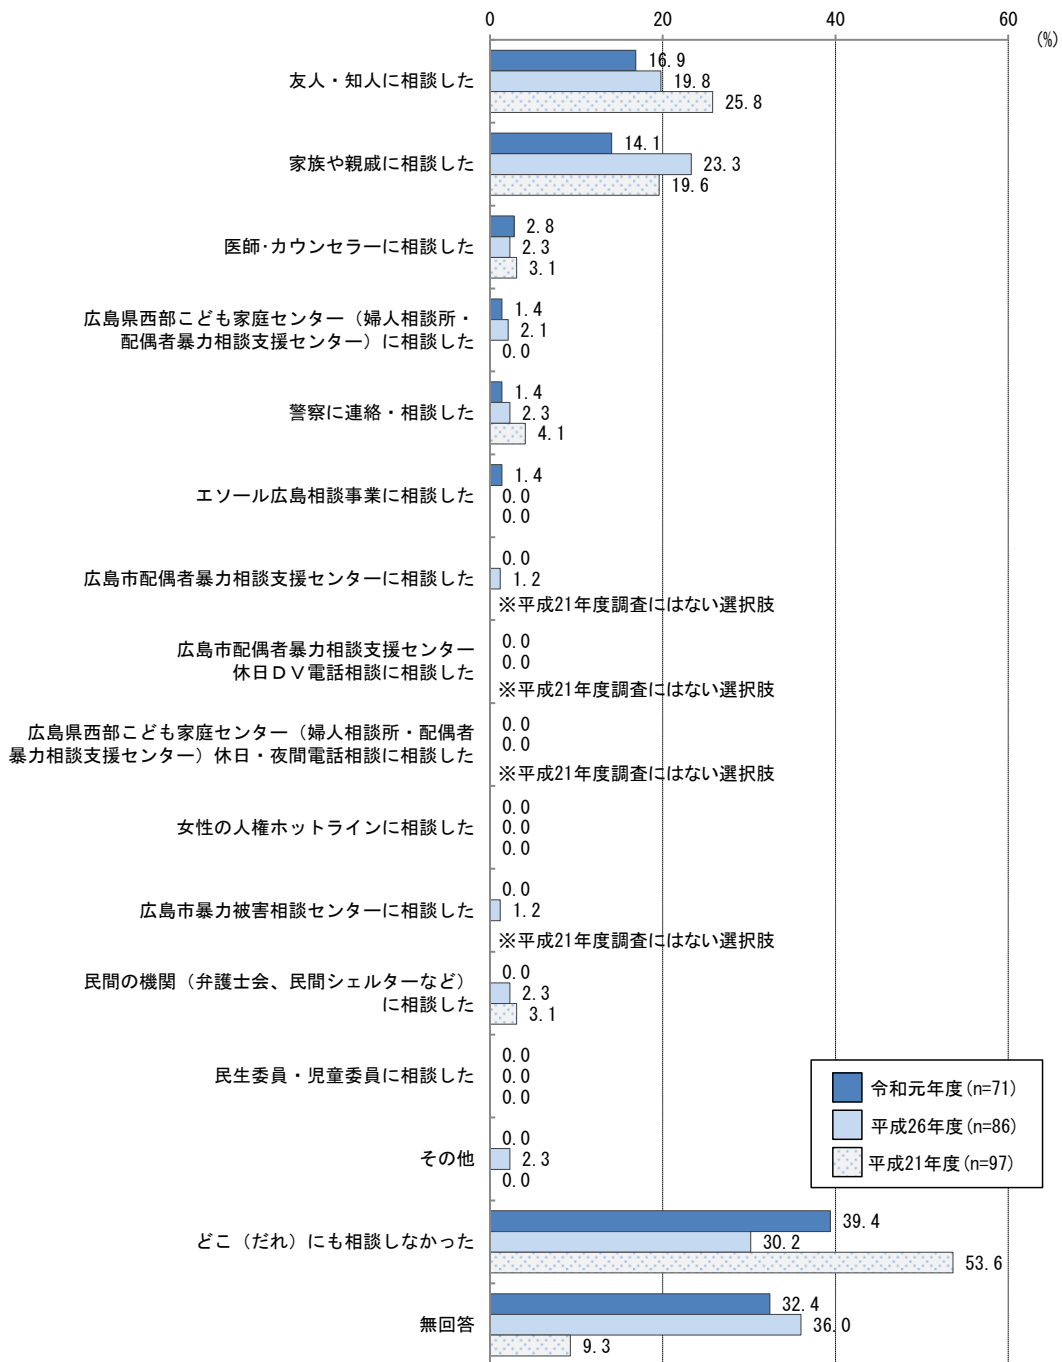 0 20 40 60
(%)
友人・知人に相談した
16.9
19.8
25.8
家族や親戚に相談した
14.1
23.3
19.6
医師･カウンセラーに相談した
2.8
2.3
3.1
広島県西部こども家庭センター（婦人相談所・
配偶者暴力相談支援センター）に相談した
1.4
2.1
0.0
警察に連絡・相談した
1.4
2.3
4.1
エソール広島相談事業に相談した
1.4
0.0
0.0
広島市配偶者暴力相談支援センターに相談した
0.0
1.2
※平成21年度調査にはない選択肢
広島市配偶者暴力相談支援センター
休日ＤＶ電話相談に相談した
0.0
0.0
※平成21年度調査にはない選択肢
広島県西部こども家庭センター（婦人相談所・配偶者
暴力相談支援センター）休日・夜間電話相談に相談した
0.0
0.0
※平成21年度調査にはない選択肢
女性の人権ホットラインに相談した
0.0
0.0
0.0
広島市暴力被害相談センターに相談した
0.0
1.2
※平成21年度調査にはない選択肢
民間の機関（弁護士会、民間シェルターなど）
に相談した
0.0
2.3
3.1
民生委員・児童委員に相談した
0.0
0.0
0.0
その他
0.0
2.3
0.0
どこ（だれ）にも相談しなかった
39.4
30.2
53.6
無回答
32.4
36.0
9.3
令和元年度(n=71)
平成26年度(n=86)
平成21年度(n=97)